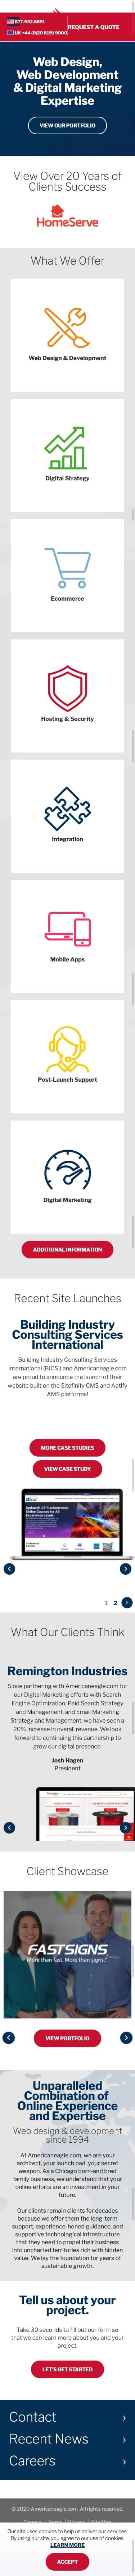 REQUEST A QUOTE
UK +44 (0)20 8191 9000
Web Design,
Web Development
& Digital Marketing
Expertise
VIEW OUR PORTFOLIO
View Over 20 Years of
Clients Success
HomeServe
What We Offer
Web Design & Development
Digital Strategy
Ecommerce
Hosting & Security
Integration
Mobile Apps
Post-Launch Support
Digital Marketing
ADDITIONAL INFORMATION
Recent Site Launches
Building Industry
Consulting Services
International
Building Industry Consulting Services
International (BICSI) and Americaneagle.com
are proud to announce the launch of their
website built on the Sitefinity CMS and Aptify
AMS platforms!
MORE CASE STUDIES
VIEW CASE STUDY
1 2
What Our Clients Think
Remington Industries
Since partnering with Americaneagle.com for
our Digital Marketing efforts with Search
Engine Optimization, Paid Search Strategy
and Management, and Email Marketing
Strategy and Management, we have seen a
20% increase in overall revenue. We look
forward to continuing this partnership to
grow our digital presence.
Josh Hagen
President
Client Showcase
FASTSIGNS
More than fast. More than signs.
VIEW PORTFOLIO
Unparalleled
Combination of
Online Experience
and Expertise
Web design & development
since 1994
At Americaneagle.com, we are your
architect, your launch pad, your secret
weapon. As a Chicago born and bred
family business, we understand that your
online efforts are an investment in your
future.
Our clients remain clients for decades
because we offer them the long-term
support, experience-honed guidance, and
supportive technological infrastructure
that they need to propel their business
into uncharted territories rich with hidden
value. We lay the foundation for years of
sustainable growth.
Tell us about your
project.
Take 30 seconds to fill out our form so
that we can learn more about you and your
project.
LET'S GET STARTED
Contact
Recent News
Careers
© 2020 Americaneagle.com. All rights reserved.
Our site uses cookies to help us deliver our services.
By using our site, you agree to our use of cookies.
LEARN MORE
ACCEPT